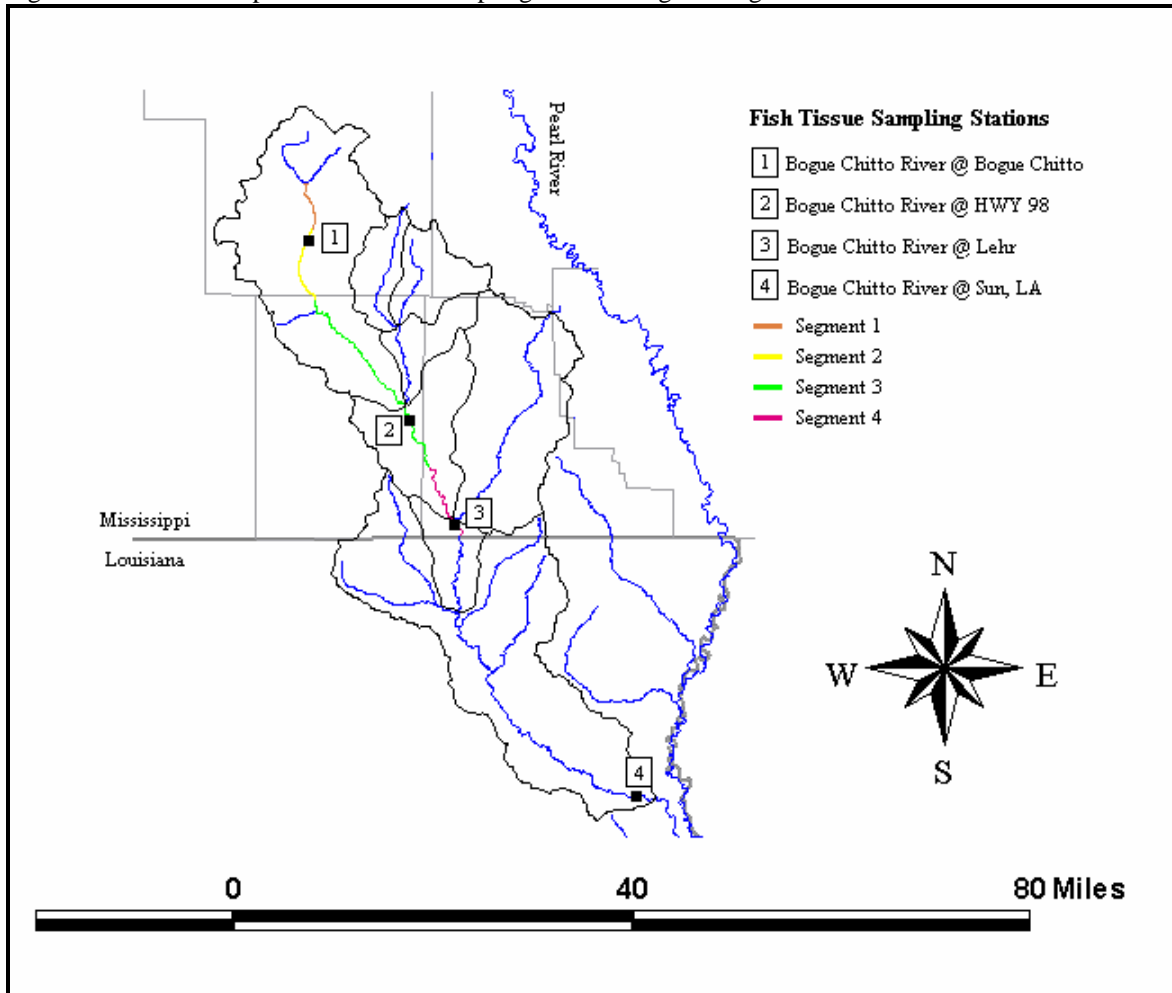 Pearl River
Fish Tissue Sampling Stations
1 Bogue Chitto River @ Bogue Chitto
2 Bogue Chitto River @ HWY 98
3 Bogue Chitto River @ Lehr
4 Bogue Chitto River @ Sun, LA
Segment 1
Segment 2
Segment 3
Segment 4
1
2
3
Mississippi
Louisiana
N
W
E
S
4
0 40 80 Miles